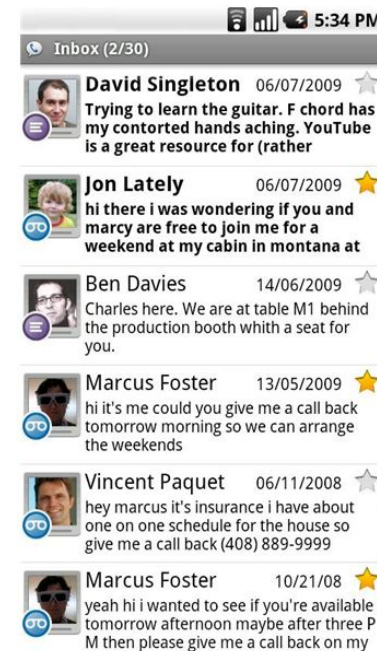 5:34 PM
Inbox (2/30)
David Singleton 06/07/2009
Trying to learn the guitar. F chord has
my contorted hands aching. YouTube
is a great resource for (rather
Jon Lately 06/07/2009
hi there i was wondering if you and
marcy are free to join me for a
weekend at my cabin in montana at
Ben Davies 14/06/2009
Charles here. We are at table M1 behind
the production booth whith a seat for
you.
Marcus Foster 13/05/2009
hi it's me could you give me a call back
tomorrow morning so we can arrange
the weekends
Vincent Paquet 06/11/2008
hey marcus it's insurance i have about
one on one schedule for the house so
give me a call back (408) 889-9999
Marcus Foster 10/21/08
yeah hi i wanted to see if you're available
tomorrow afternoon maybe after three P
M then please give me a call back on my